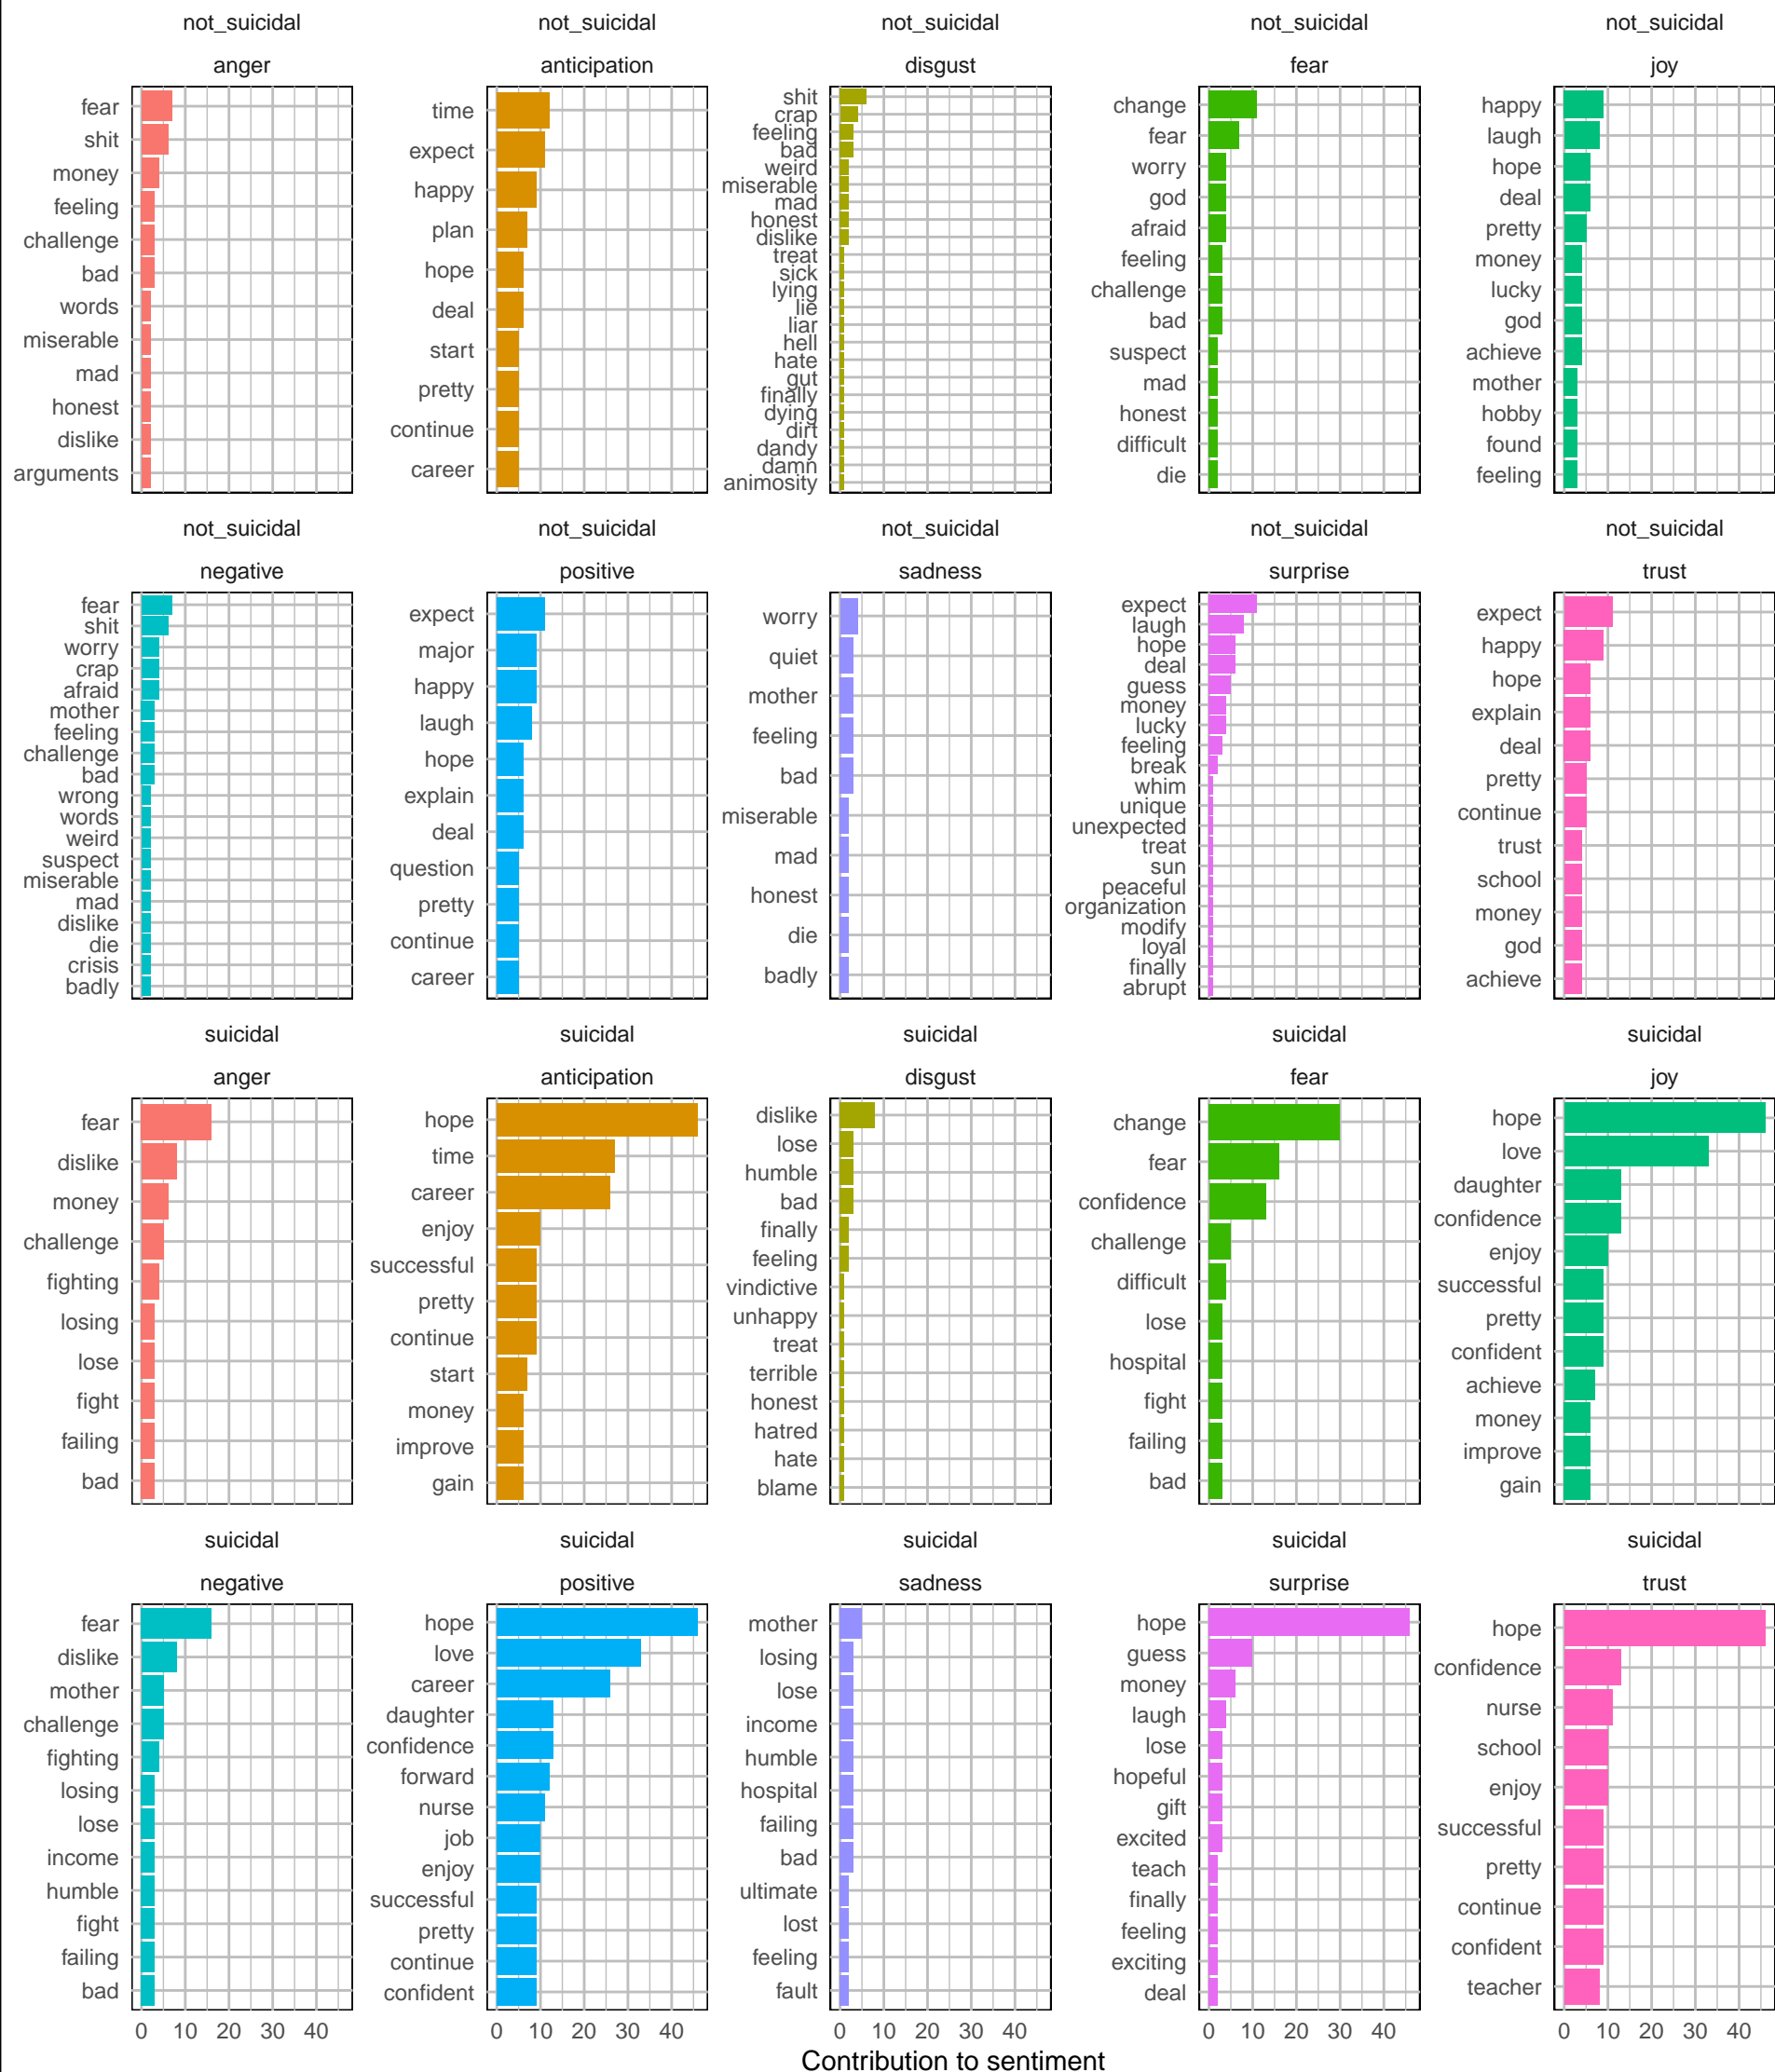 not_suicidal not_suicidal not_suicidal not_suicidal not_suicidal
anger anticipation disgust fear joy
fear
shit
money
feeling
challenge
bad
words
miserable
mad
honest
dislike
arguments
time
expect
happy
plan
hope
deal
start
pretty
continue
career
shit
crap
feeling
bad
weird
miserable
mad
honest
dislike
treat
sick
lying
lie
liar
hell
hate
gut
finally
dying
dirt
dandy
damn
animosity
change
fear
worry
god
afraid
feeling
challenge
bad
suspect
mad
honest
difficult
die
happy
laugh
hope
deal
pretty
money
lucky
god
achieve
mother
hobby
found
feeling
not_suicidal not_suicidal not_suicidal not_suicidal not_suicidal
negative positive sadness surprise trust
fear
shit
worry
crap
afraid
mother
feeling
challenge
bad
wrong
words
weird
suspect
miserable
mad
dislike
die
crisis
badly
expect
major
happy
laugh
hope
explain
deal
question
pretty
continue
career
worry
quiet
mother
feeling
bad
miserable
mad
honest
die
badly
expect
laugh
hope
deal
guess
money
lucky
feeling
break
whim
unique
unexpected
treat
sun
peaceful
organization
modify
loyal
finally
abrupt
expect
happy
hope
explain
deal
pretty
continue
trust
school
money
god
achieve
suicidal suicidal suicidal suicidal suicidal
anger anticipation disgust fear joy
fear
dislike
money
challenge
fighting
losing
lose
fight
failing
bad
hope
time
career
enjoy
successful
pretty
continue
start
money
improve
gain
dislike
lose
humble
bad
finally
feeling
vindictive
unhappy
treat
terrible
honest
hatred
hate
blame
change
fear
confidence
challenge
difficult
lose
hospital
fight
failing
bad
hope
love
daughter
confidence
enjoy
successful
pretty
confident
achieve
money
improve
gain
suicidal suicidal suicidal suicidal suicidal
negative positive sadness surprise trust
fear
dislike
mother
challenge
fighting
losing
lose
income
humble
fight
failing
bad
hope
love
career
daughter
confidence
forward
nurse
job
enjoy
successful
pretty
continue
confident
mother
losing
lose
income
humble
hospital
failing
bad
ultimate
lost
feeling
fault
hope
guess
money
laugh
lose
hopeful
gift
excited
teach
finally
feeling
exciting
deal
hope
confidence
nurse
school
enjoy
successful
pretty
continue
confident
teacher
0 10 20 30 40 0 10 20 30 40 0 10 20 30 40 0 10 20 30 40 0 10 20 30 40
Contribution to sentiment